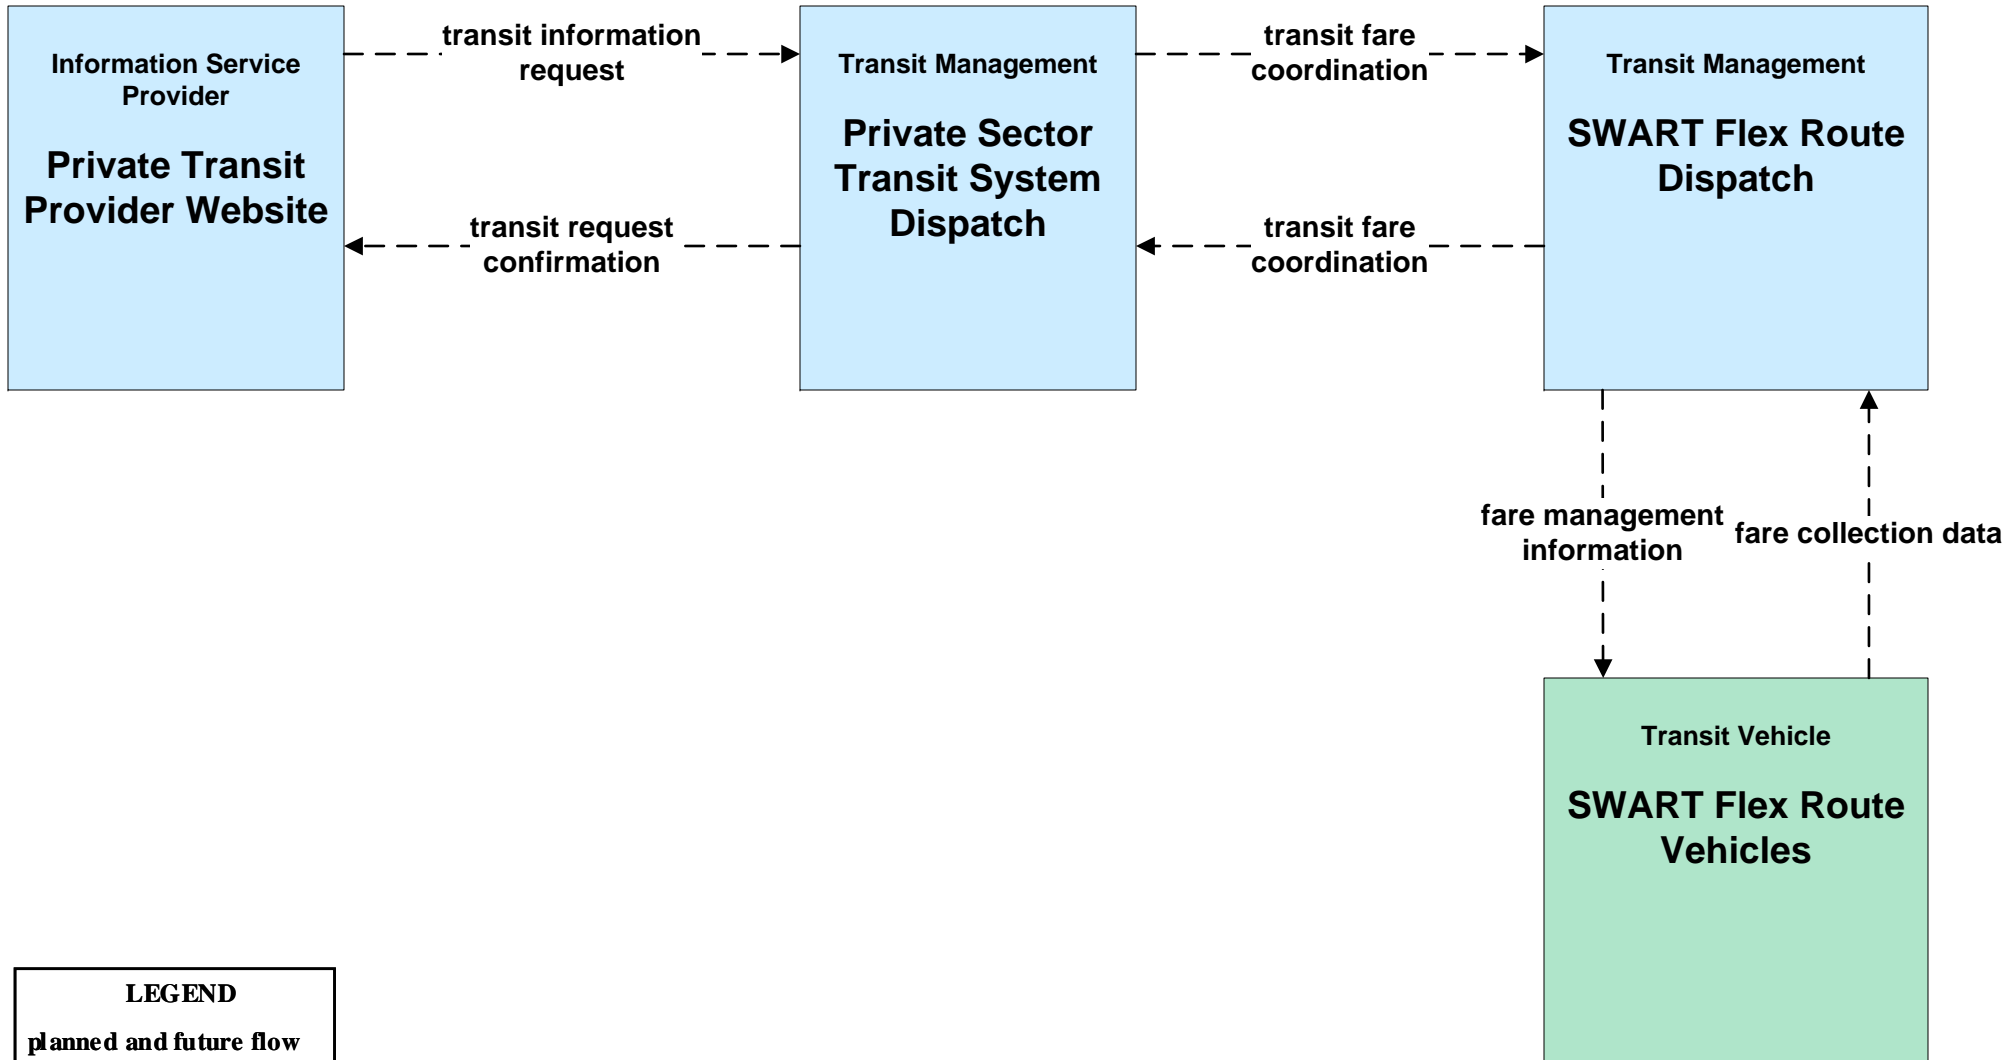 Information Service
Provider
Private Transit
Provider Website
transit information
request
transit request
confirmation
Transit Management
Private Sector
Transit System
Dispatch
transit fare
coordination
transit fare
coordination
Transit Management
SWART Flex Route
Dispatch
fare management
information
fare collection data
Transit Vehicle
SWART Flex Route
Vehicles
LEGEND
planned and future flow